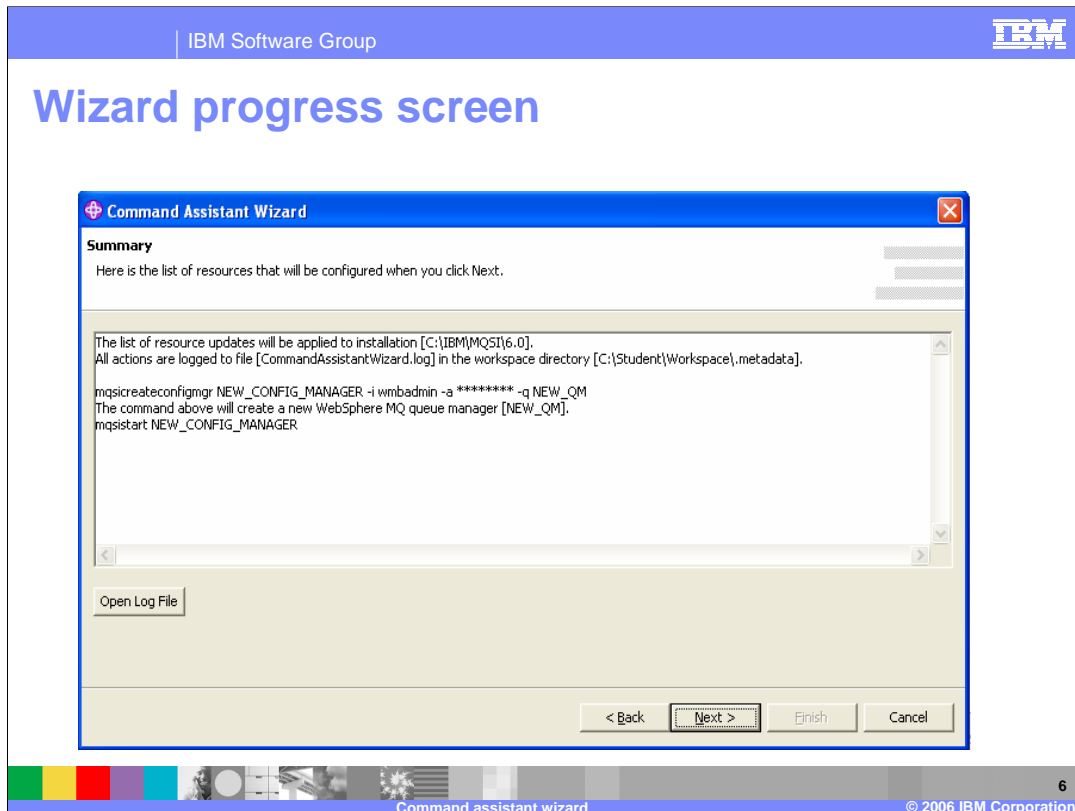 IBM Software Group
IBM
Wizard progress screen
Command Assistant Wizard
Summary
Here is the list of resources that will be configured when you click Next.
The list of resource updates will be applied to installation [C:\IBM\MQSI\6.0].
All actions are logged to file [CommandAssistantWizard.log] in the workspace directory [C:\Student\Workspace\.metadata].
mqsicreateconfigmgr NEW_CONFIG_MANAGER -i wmbadmin -a ******** -q NEW_QM
The command above will create a new WebSphere MQ queue manager [NEW_QM].
mqsistart NEW_CONFIG_MANAGER
Open Log File
< Back Next > Finish Cancel
6
Command assistant wizard © 2006 IBM Corporation